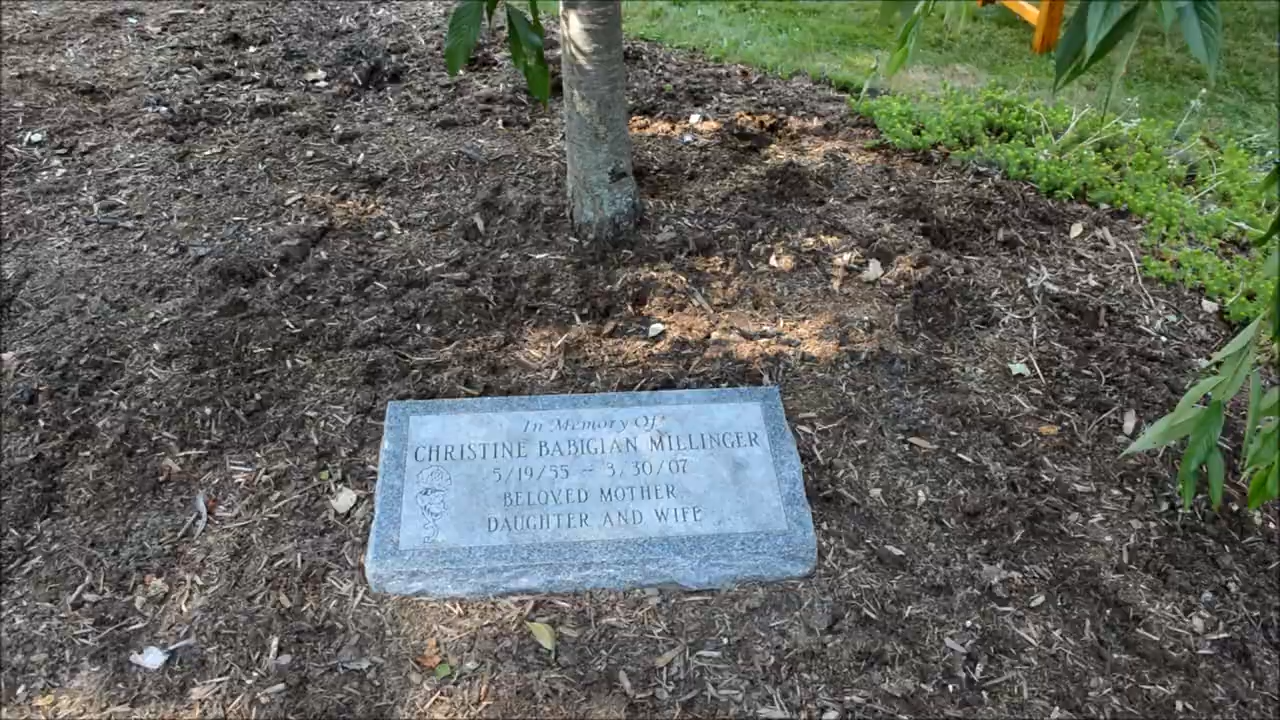 In Memory Of
CHRISTINE BABIGIAN MILLINGER
5/19/55 ~ 3/30/07
BELOVED MOTHER
DAUGHTER AND WIFE